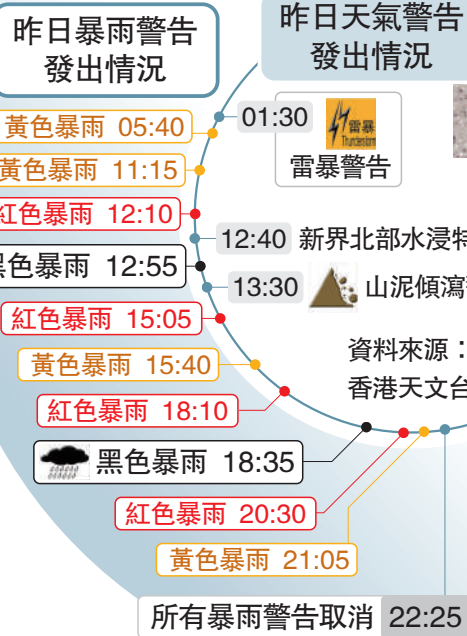 昨日暴雨警告
發出情況
昨日天氣警告
發出情況
黃色暴雨 05:40
黃色暴雨 11:15
紅色暴雨 12:10
黑色暴雨 12:55
紅色暴雨 15:05
黃色暴雨 15:40
紅色暴雨 18:10
黑色暴雨 18:35
紅色暴雨 20:30
黃色暴雨 21:05
所有暴雨警告取消 22:25
01:30
雷暴
Thunderstorm
雷暴警告
12:40 新界北部水浸特
13:30 山泥傾瀉
資料來源：
香港天文台